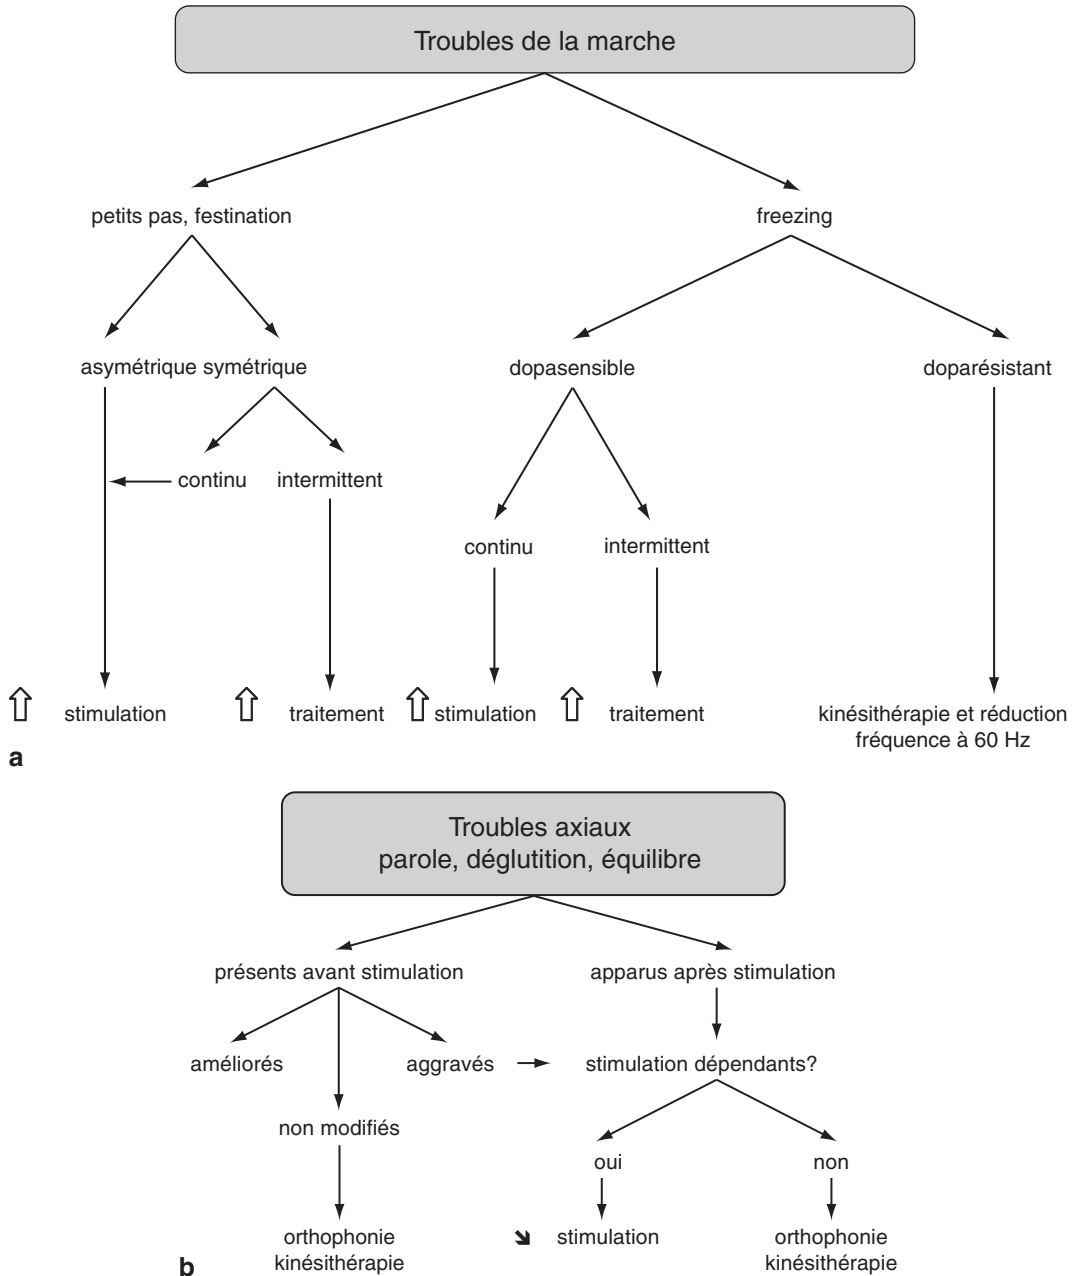 Troubles de la marche
petits pas, festination
freezing
asymétrique symétrique
dopasensible
doparésistant
continu
intermittent
continu
intermittent
stimulation
traitement
stimulation
traitement
kinésithérapie et réduction
fréquence à 60 Hz
a
Troubles axiaux
parole, déglutition, équilibre
présents avant stimulation
apparus après stimulation
améliorés
aggravés
stimulation dépendants?
non modifiés
oui
non
orthophonie
kinésithérapie
stimulation
orthophonie
kinésithérapie
b